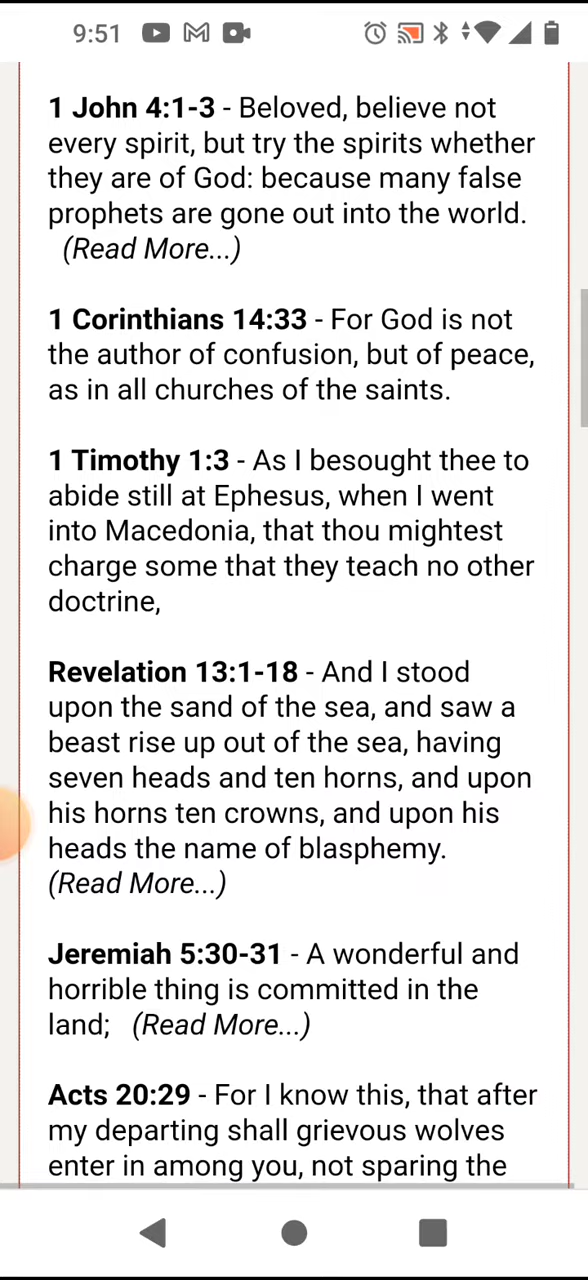 9:51
1 John 4:1-3 - Beloved, believe not
every spirit, but try the spirits whether
they are of God: because many false
prophets are gone out into the world.
(Read More...)
1 Corinthians 14:33 - For God is not
the author of confusion, but of peace,
as in all churches of the saints.
1 Timothy 1:3 - As I besought thee to
abide still at Ephesus, when I went
into Macedonia, that thou mightest
charge some that they teach no other
doctrine,
Revelation 13:1-18 - And I stood
upon the sand of the sea, and saw a
beast rise up out of the sea, having
seven heads and ten horns, and upon
his horns ten crowns, and upon his
heads the name of blasphemy.
(Read More...)
Jeremiah 5:30-31 - A wonderful and
horrible thing is committed in the
land; (Read More...)
Acts 20:29 - For I know this, that after
my departing shall grievous wolves
enter in among you, not sparing the